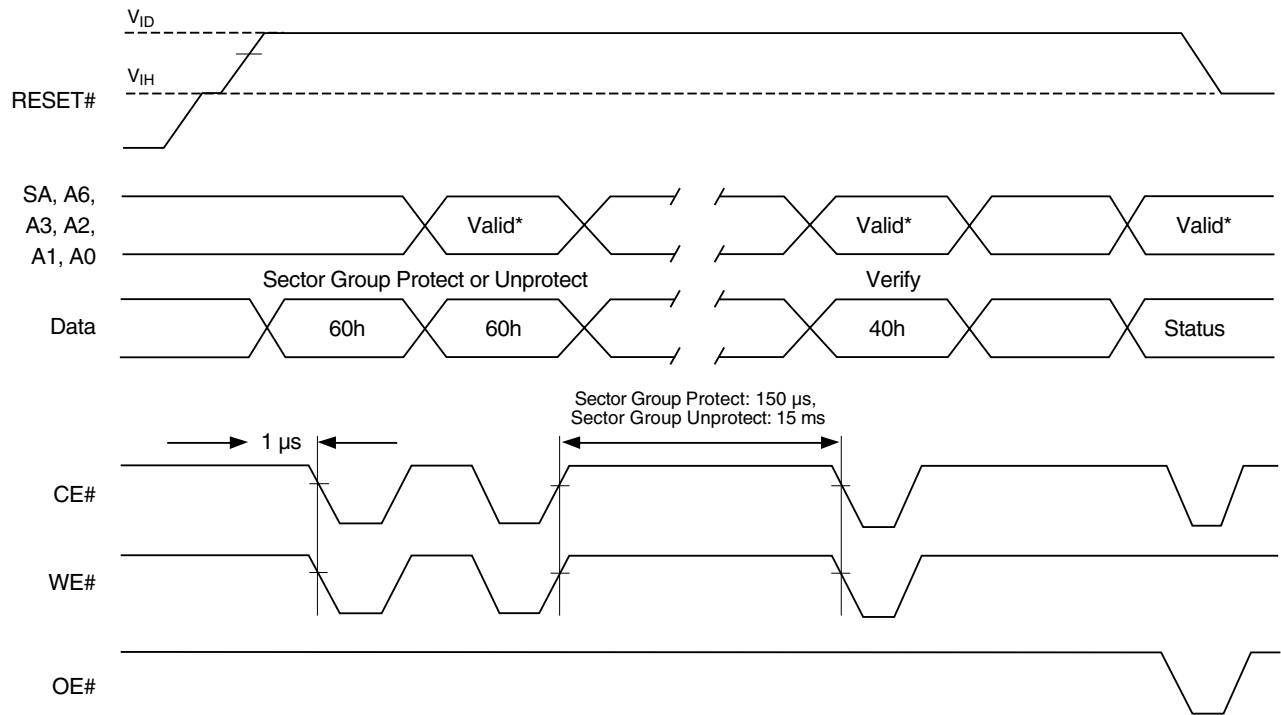 VID
VIH
RESET#
SA, A6,
A3, A2,
A1, A0
Valid*
Valid*
Valid*
Sector Group Protect or Unprotect
Verify
Data
60h
60h
40h
Status
Sector Group Protect: 150 µs,
Sector Group Unprotect: 15 ms
1 µs
CE#
WE#
OE#